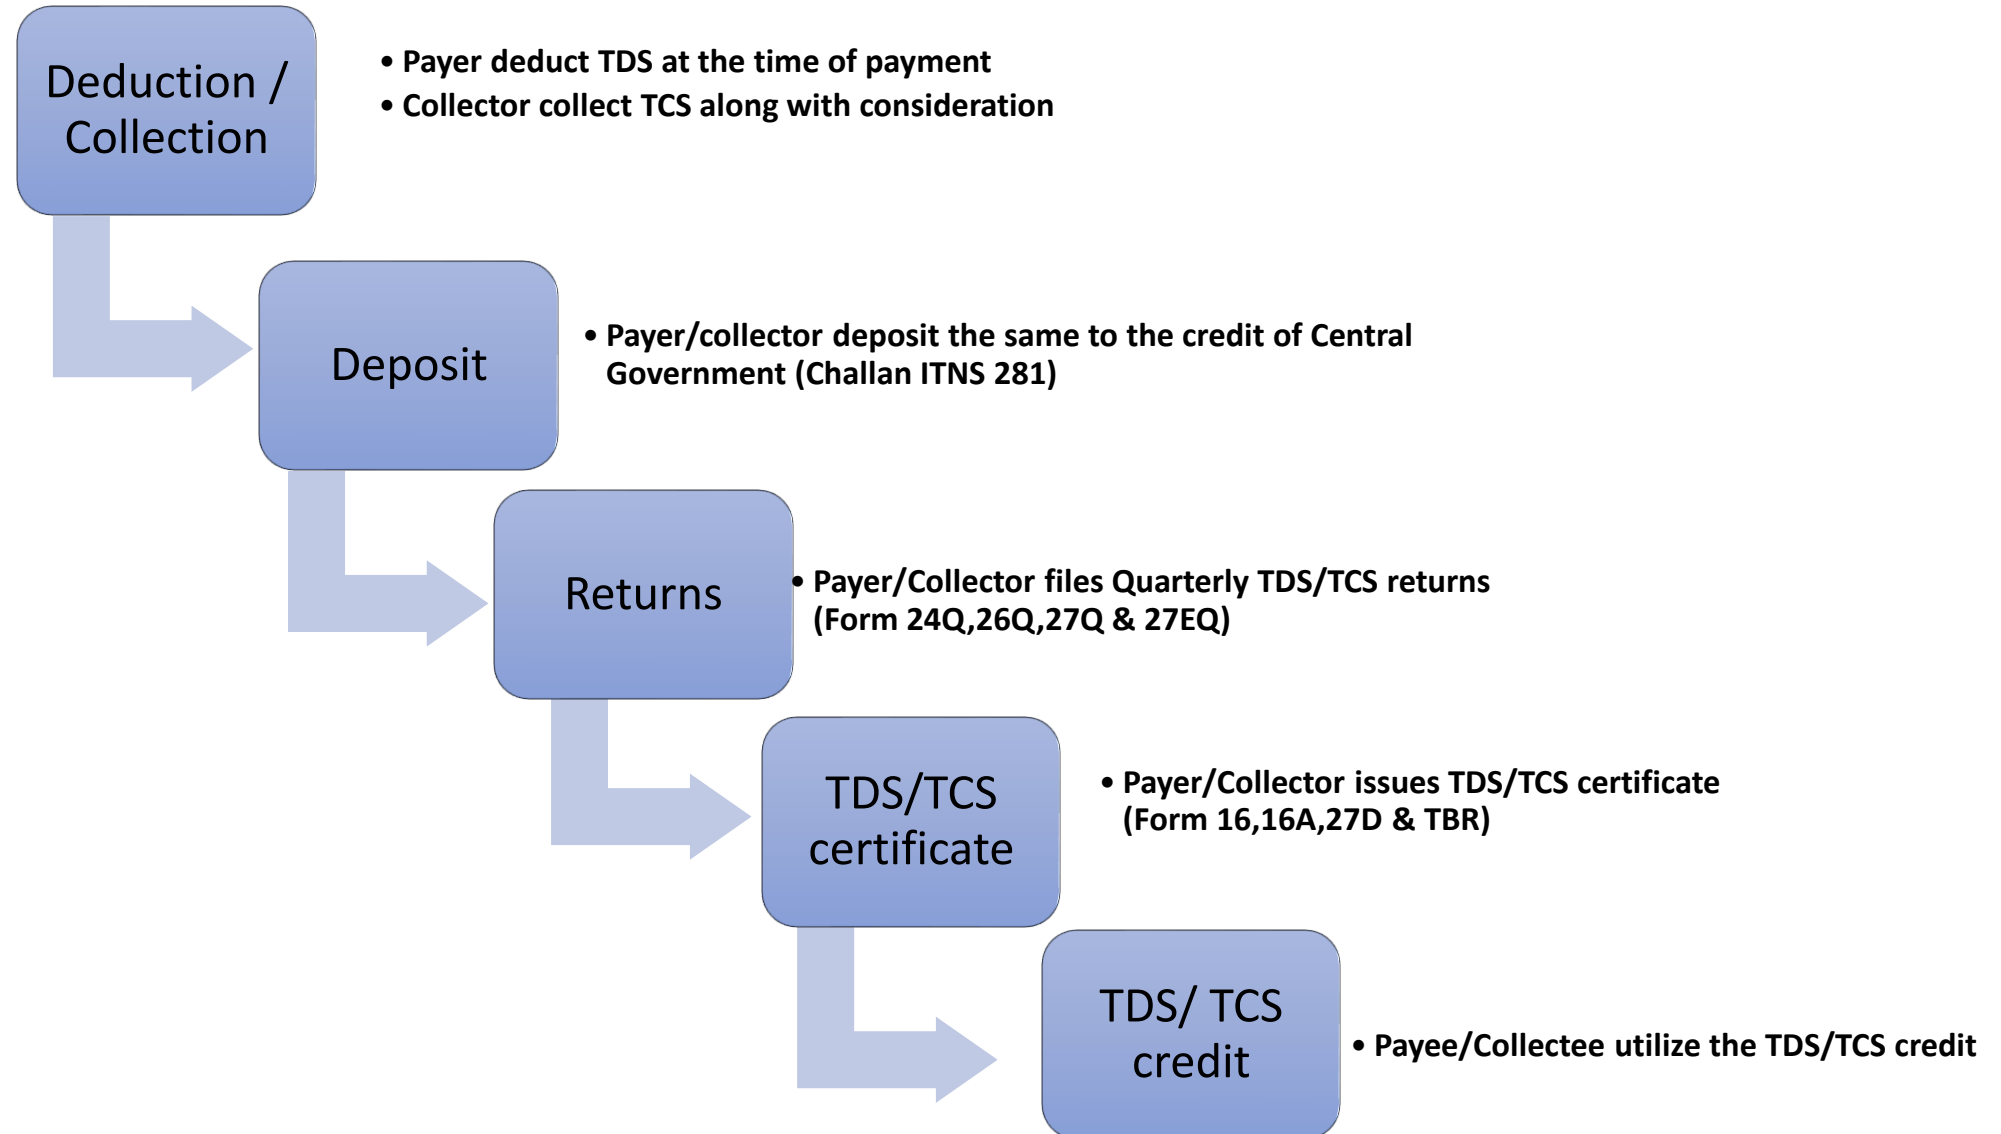 Deduction /
Collection
• Payer deduct TDS at the time of payment
• Collector collect TCS along with consideration
Deposit
• Payer/collector deposit the same to the credit of Central
Government (Challan ITNS 281)
Returns
• Payer/Collector files Quarterly TDS/TCS returns
(Form 24Q,26Q,27Q & 27EQ)
TDS/TCS
certificate
• Payer/Collector issues TDS/TCS certificate
(Form 16,16A,27D & TBR)
TDS/ TCS
credit
• Payee/Collectee utilize the TDS/TCS credit